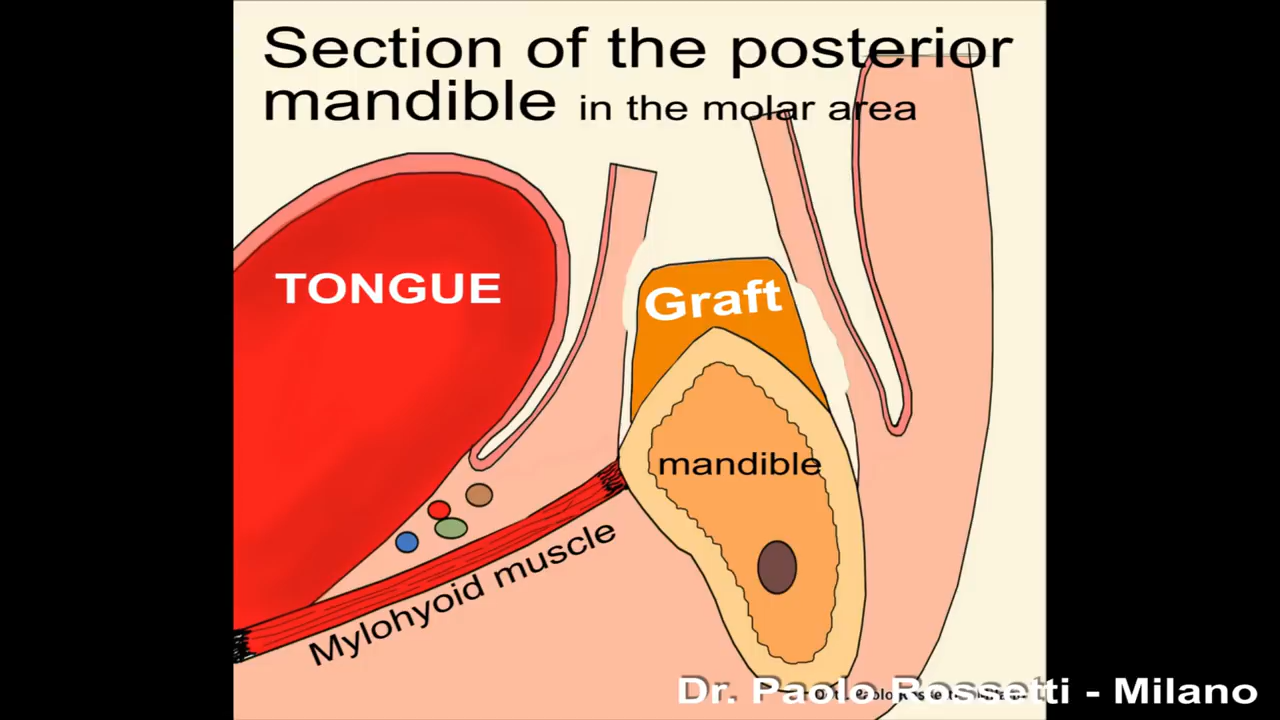 Section of the posterior
mandible in the molar area
TONGUE
Graft
mandible
Mylohyoid muscle
Dr. Paolo Rossetti - Milano